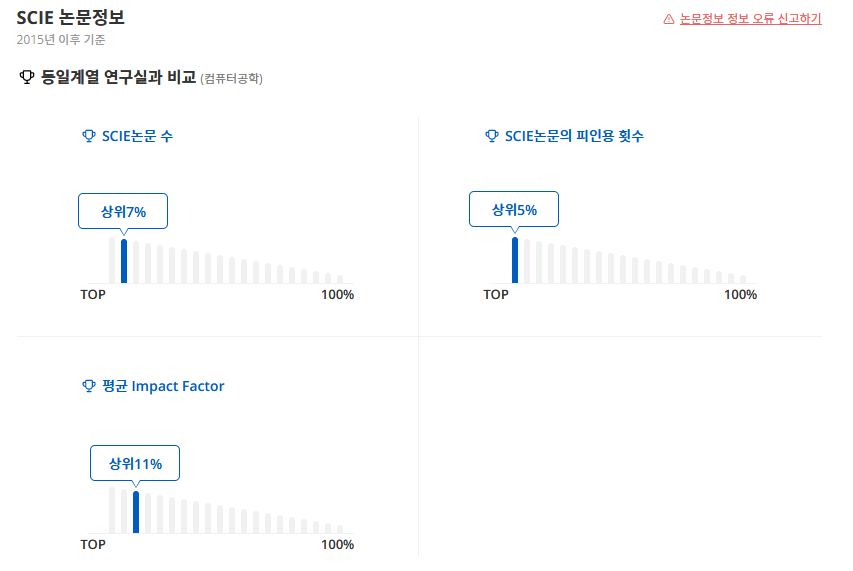 SCIE 논문정보
논문정보 정보 오류 신고하기
2015년 이후 기준
동일계열 연구실과 비교 (컴퓨터공학)
SCIE논문 수
상위7%
TOP 100%
SCIE논문의 피인용 횟수
상위5%
TOP 100%
평균 Impact Factor
상위11%
TOP 100%